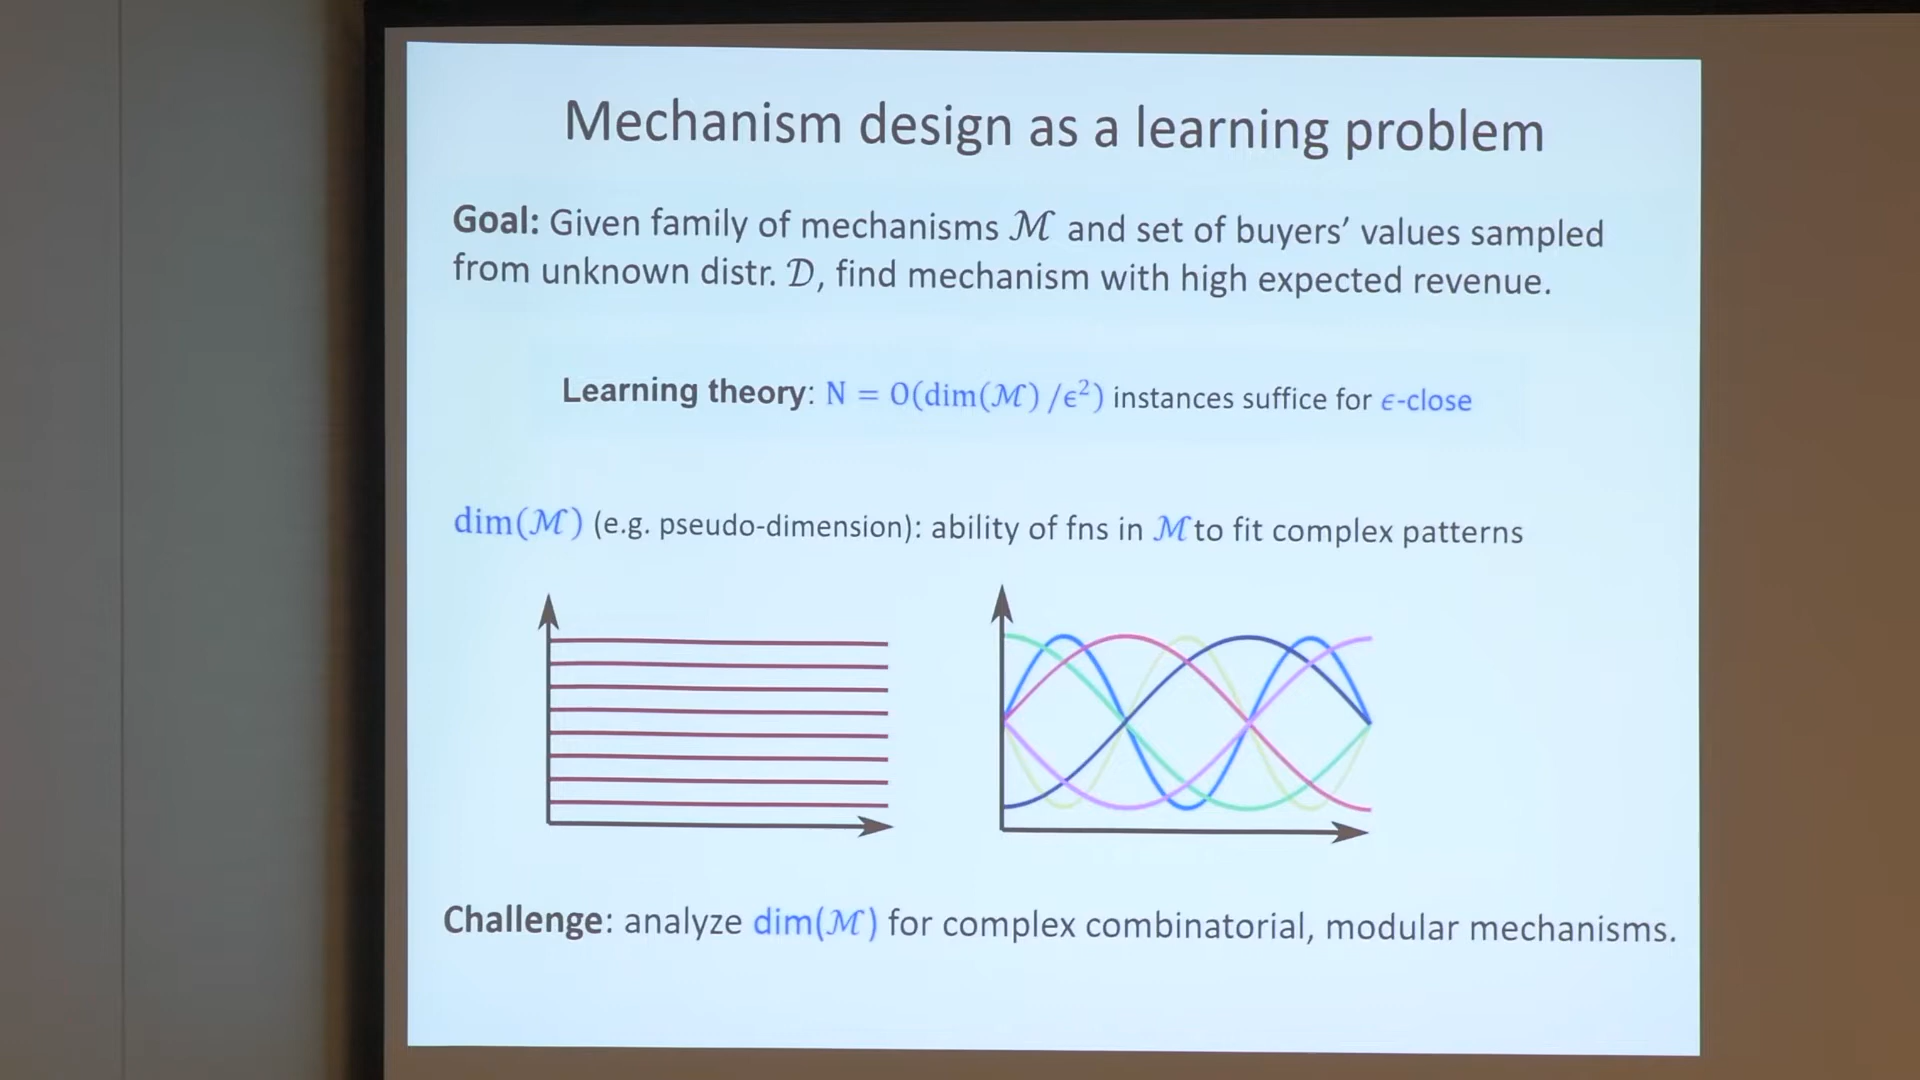 Mechanism design as a learning problem
Goal: Given family of mechanisms ℳ and set of buyers' values sampled
from unknown distr. 𝒟, find mechanism with high expected revenue.
Learning theory: N = O(dim(ℳ) /ϵ²) instances suffice for ϵ-close
dim(ℳ) (e.g. pseudo-dimension): ability of fns in ℳ to fit complex patterns
Challenge: analyze dim(ℳ) for complex combinatorial, modular mechanisms.